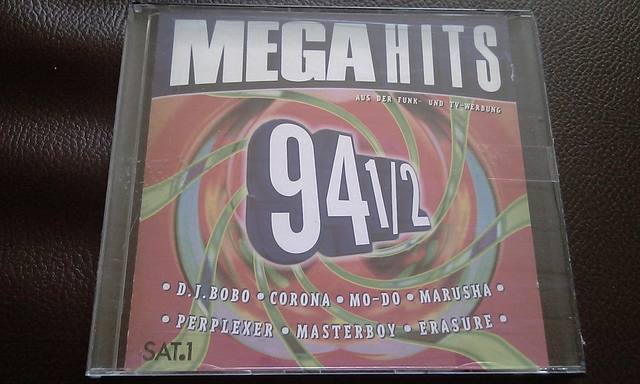 MEGA HITS
AUS DER FUNK- UND TV-WERBUNG
94 1/2
• D.J.BOBO • CORONA • MO-DO • MARUSHA •
• PERPLEXER • MASTERBOY • ERASURE •
SAT.1